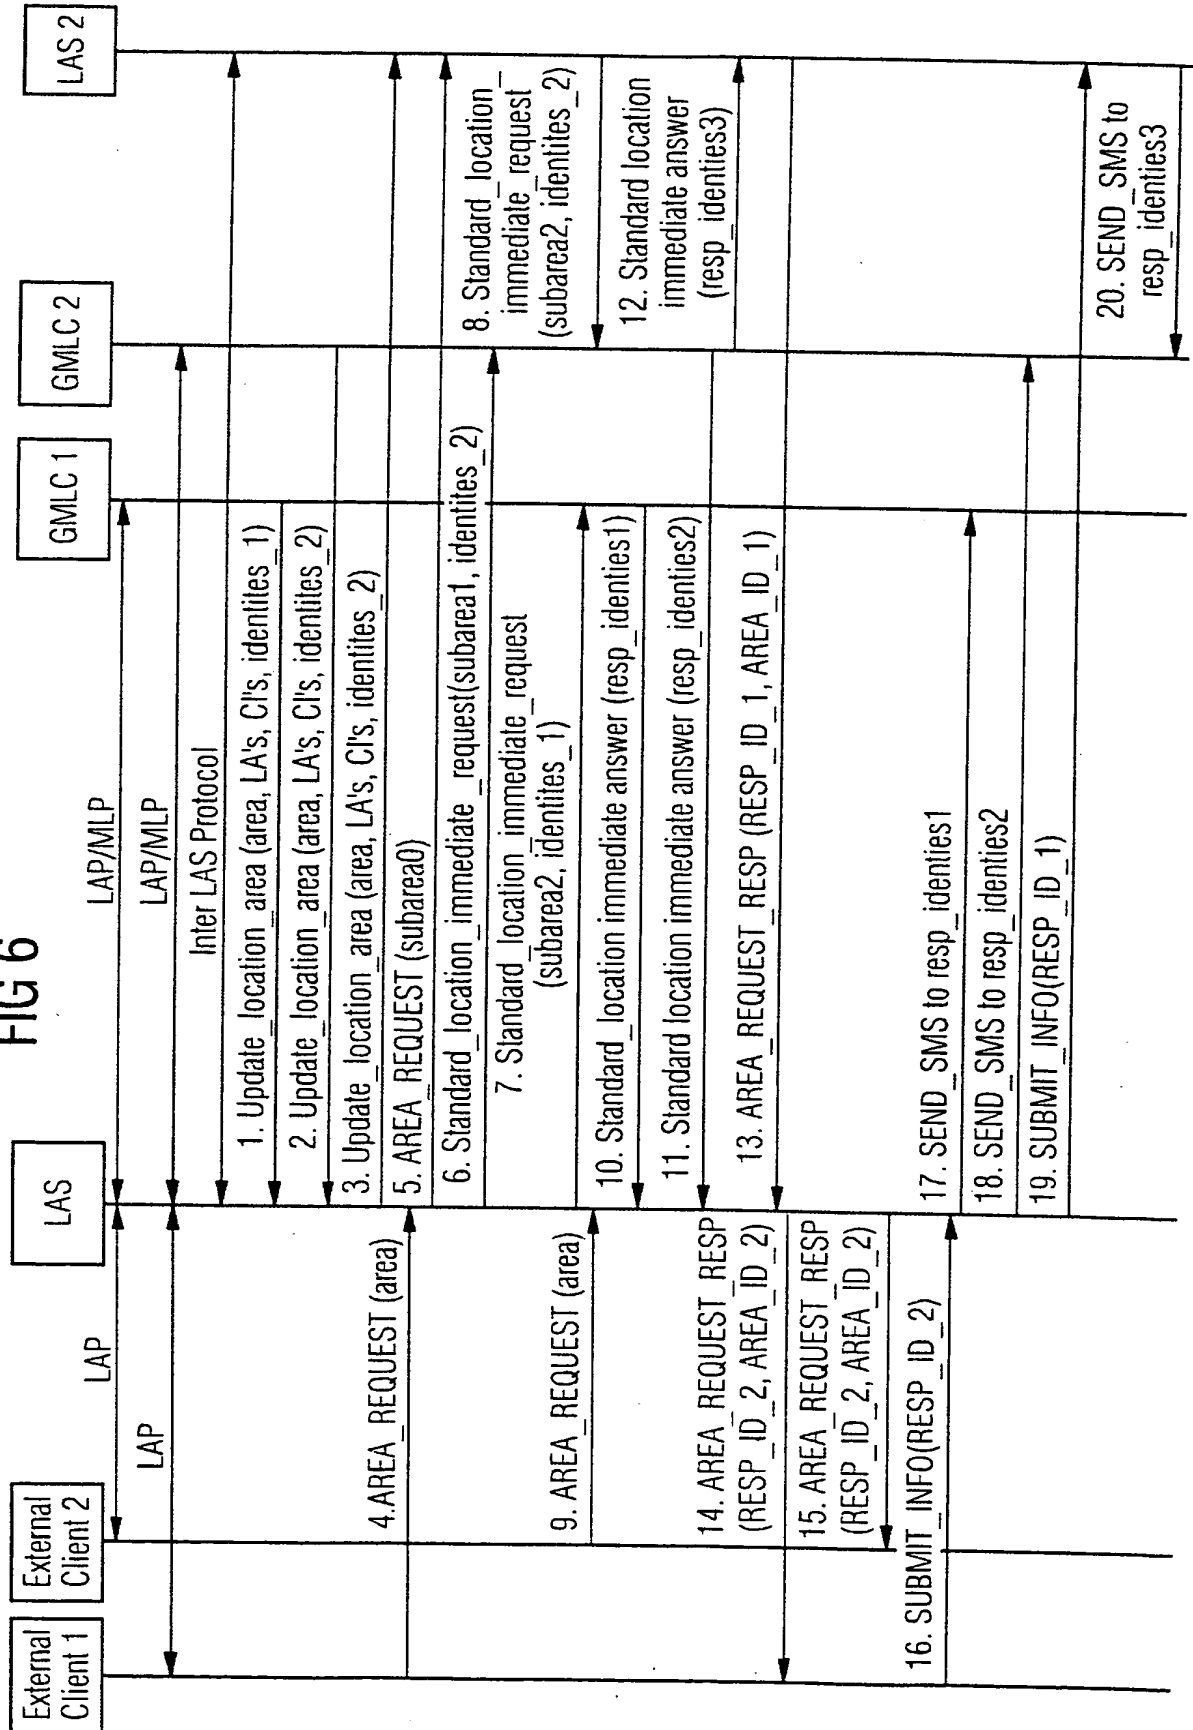 FIG 6
External
Client 1
External
Client 2
LAS
GMLC 1
GMLC 2
LAS 2
LAP
LAP/MLP
LAP
LAP/MLP
Inter LAS Protocol
1. Update_location_area (area, LA's, CI's, identites_1)
2. Update_location_area (area, LA's, CI's, identites_2)
3. Update_location_area (area, LA's, CI's, identites_2)
4.AREA_REQUEST (area)
5. AREA_REQUEST (subarea0)
6. Standard_location_immediate_request(subarea1, identites_2)
7. Standard_location_immediate_request
(subarea2, identites_1)
8. Standard_location_
immediate_request
(subarea2, identites_2)
9. AREA_REQUEST (area)
10. Standard_location immediate answer (resp_identies1)
11. Standard location immediate answer (resp_identies2)
12. Standard location
immediate answer
(resp_identies3)
13. AREA_REQUEST_RESP (RESP_ID_1, AREA_ID_1)
14. AREA_REQUEST_RESP
(RESP_ID_2, AREA_ID_2)
15. AREA_REQUEST_RESP
(RESP_ID_2, AREA_ID_2)
16. SUBMIT_INFO(RESP_ID_2)
17. SEND_SMS to resp_identies1
18. SEND_SMS to resp_identies2
19. SUBMIT_INFO(RESP_ID_1)
20. SEND_SMS to
resp_identies3